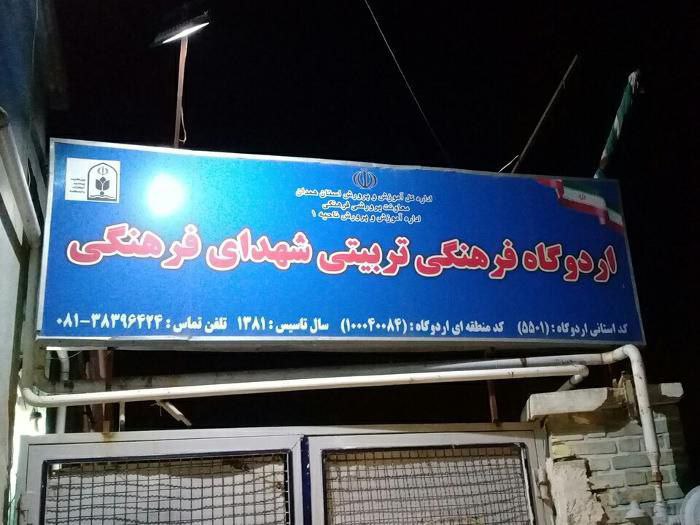 اداره کل آموزش و پرورش استان همدان
معاونت پرورشی فرهنگی
اداره آموزش و پرورش ناحیه ۱
اردوگاه فرهنگی تربیتی شهدای فرهنگی
کد استانی اردوگاه : (۵۵۰۱) کد منطقه ای اردوگاه : (۱۰۰۰۴۰۰۸۴) سال تاسیس : ۱۳۸۱ تلفن تماس : ۳۸۳۹۶۴۲۴-۰۸۱